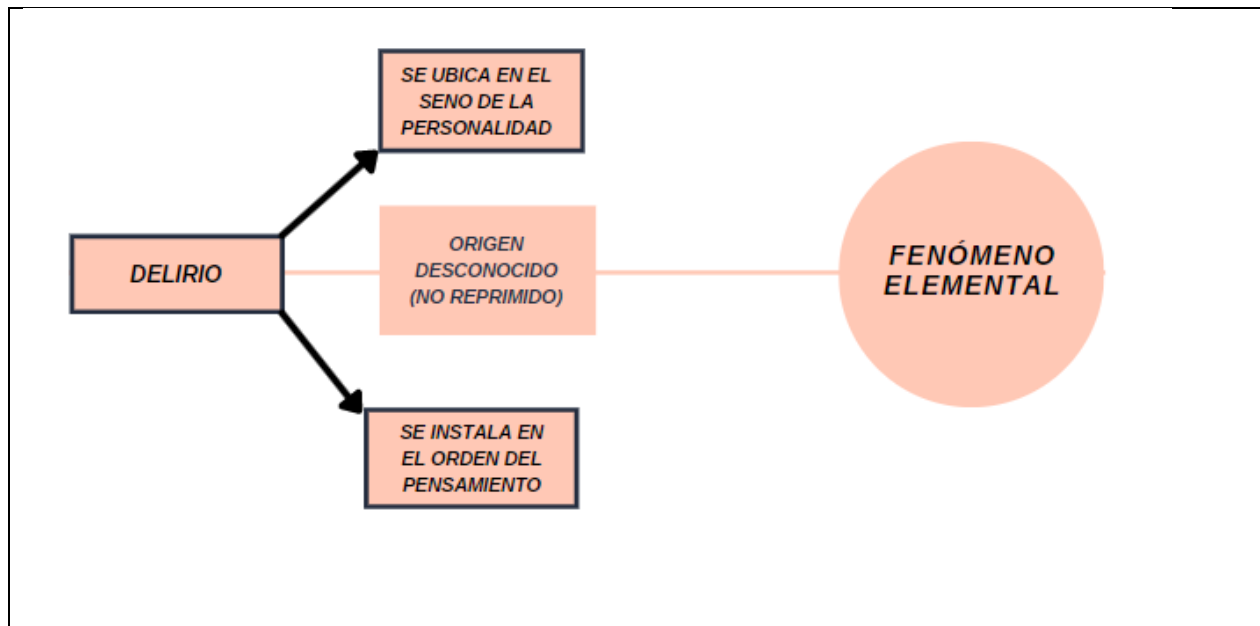 SE UBICA EN EL
SENO DE LA
PERSONALIDAD
DELIRIO
ORIGEN
DESCONOCIDO
(NO REPRIMIDO)
FENÓMENO
ELEMENTAL
SE INSTALA EN
EL ORDEN DEL
PENSAMIENTO